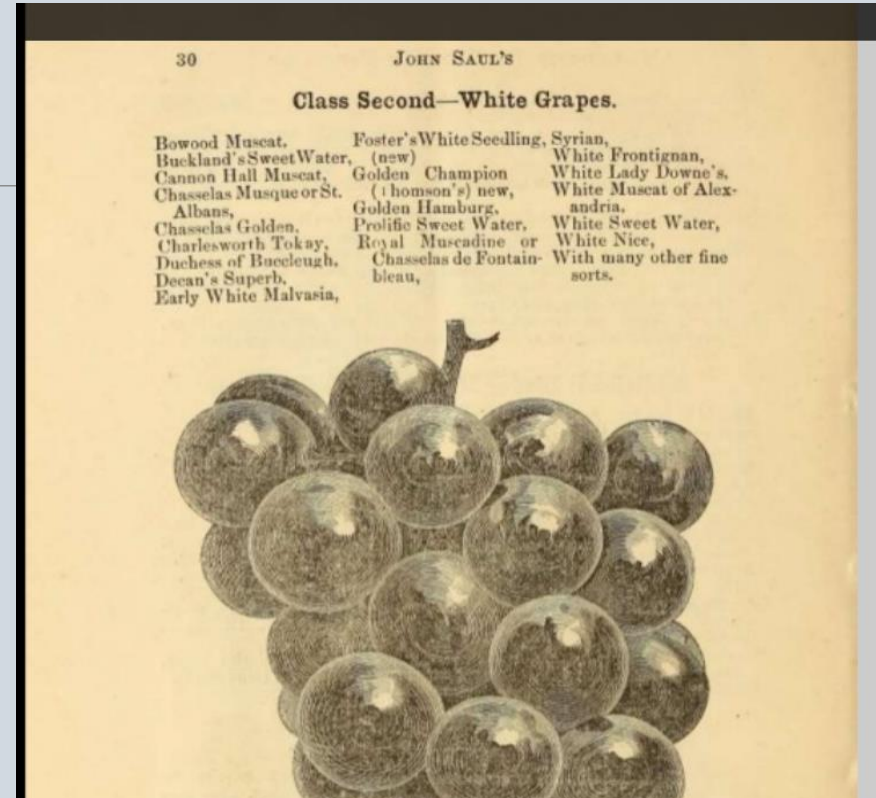 30
JOHN SAUL'S
Class Second—White Grapes.
Bowood Muscat.
Buckland's Sweet Water,
Cannon Hall Muscat,
Chasselas Musque or St.
Albans,
Chasselas Golden.
Charlesworth Tokay,
Duchess of Buccleugh.
Decan's Superb.
Early White Malvasia,
Foster's White Seedling,
(new)
Golden Champion
(Thomson's) new,
Golden Hamburg.
Prolific Sweet Water,
Royal Muscadine or
Chasselas de Fontain-
bleau,
Syrian,
White Frontignan,
White Lady Downe's.
White Muscat of Alex-
andria.
White Sweet Water,
White Nice,
With many other fine
sorts.